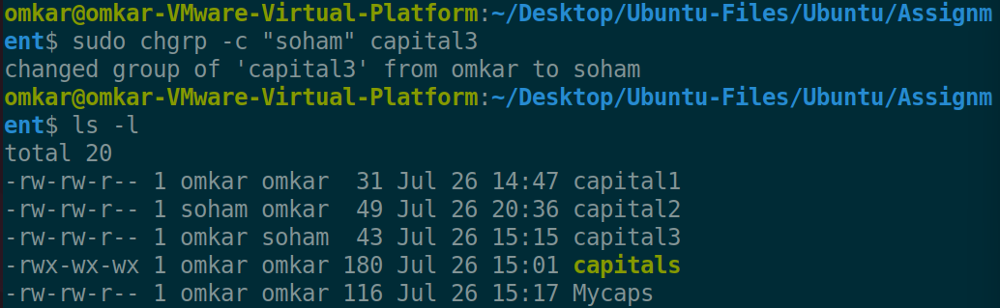 omkar@omkar-VMware-Virtual-Platform:~/Desktop/Ubuntu-Files/Ubuntu/Assignm
ent$ sudo chgrp -c "soham" capital3
changed group of 'capital3' from omkar to soham
omkar@omkar-VMware-Virtual-Platform:~/Desktop/Ubuntu-Files/Ubuntu/Assignm
ent$ ls -l
total 20
-rw-rw-r-- 1 omkar omkar  31 Jul 26 14:47 capital1
-rw-rw-r-- 1 soham omkar  49 Jul 26 20:36 capital2
-rw-rw-r-- 1 omkar soham  43 Jul 26 15:15 capital3
-rwx-wx-wx 1 omkar omkar 180 Jul 26 15:01 capitals
-rw-rw-r-- 1 omkar omkar 116 Jul 26 15:17 Mycaps